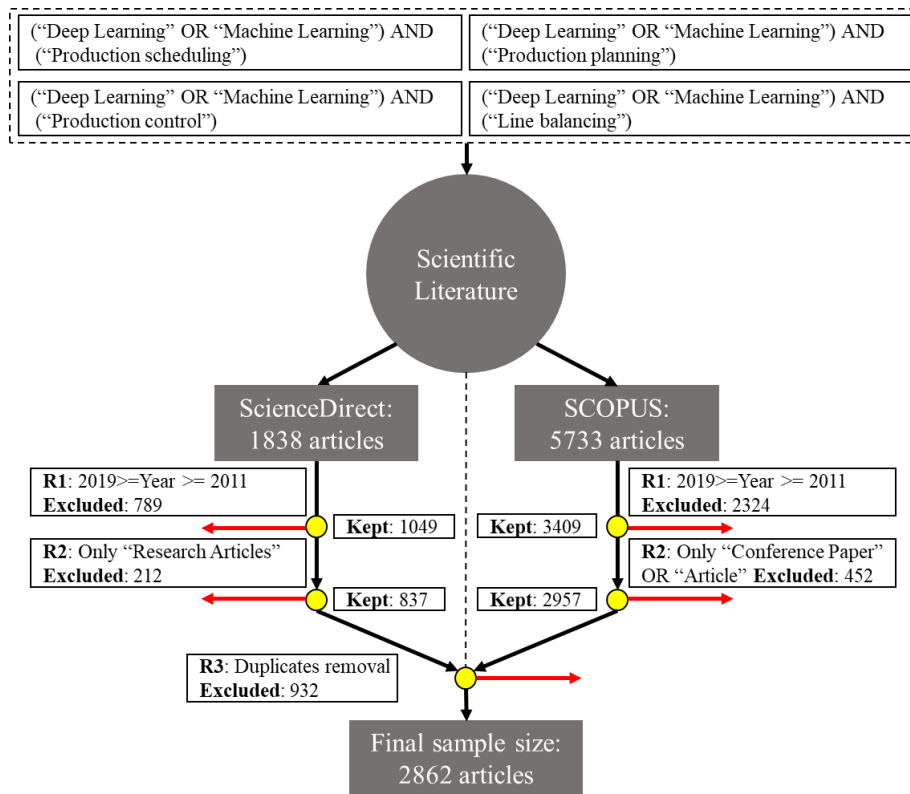 (“Deep Learning” OR “Machine Learning”) AND
(“Production scheduling”)
(“Deep Learning” OR “Machine Learning”) AND
(“Production planning”)
(“Deep Learning” OR “Machine Learning”) AND
(“Production control”)
(“Deep Learning” OR “Machine Learning”) AND
(“Line balancing”)
Scientific
Literature
ScienceDirect:
1838 articles
SCOPUS:
5733 articles
R1: 2019>=Year >= 2011
Excluded: 789
R1: 2019>=Year >= 2011
Excluded: 2324
Kept: 1049
Kept: 3409
R2: Only “Research Articles”
Excluded: 212
R2: Only “Conference Paper”
OR “Article” Excluded: 452
Kept: 837
Kept: 2957
R3: Duplicates removal
Excluded: 932
Final sample size:
2862 articles